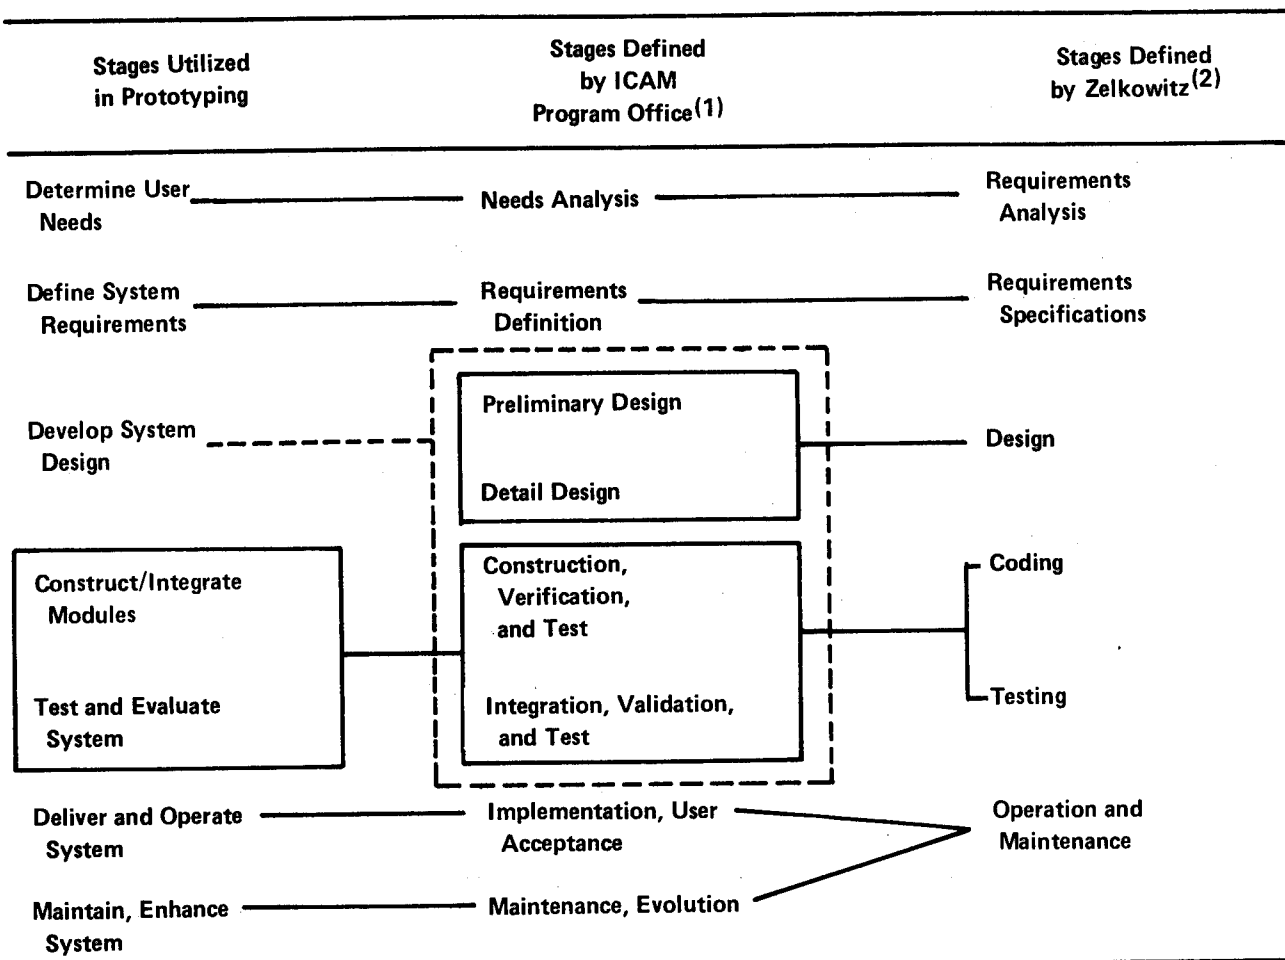 Stages Utilized
in Prototyping
Stages Defined
by ICAM
Program Office(1)
Stages Defined
by Zelkowitz(2)
Determine User
Needs
Needs Analysis
Requirements
Analysis
Define System
Requirements
Requirements
Definition
Requirements
Specifications
Develop System
Design
Preliminary Design
Detail Design
Design
Construct/Integrate
Modules
Test and Evaluate
System
Construction,
Verification,
and Test
Integration, Validation,
and Test
Coding
Testing
Deliver and Operate
System
Implementation, User
Acceptance
Operation and
Maintenance
Maintain, Enhance
System
Maintenance, Evolution